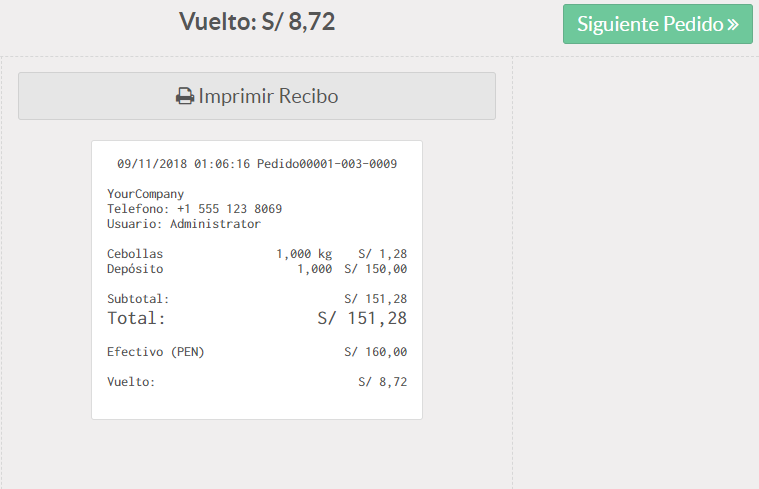 Vuelto: S/ 8,72
Siguiente Pedido »
Imprimir Recibo
09/11/2018 01:06:16 Pedido00001-003-0009
YourCompany
Telefono: +1 555 123 8069
Usuario: Administrator
Cebollas 1,000 kg S/ 1,28
Depósito 1,000 S/ 150,00
Subtotal: S/ 151,28
Total: S/ 151,28
Efectivo (PEN) S/ 160,00
Vuelto: S/ 8,72